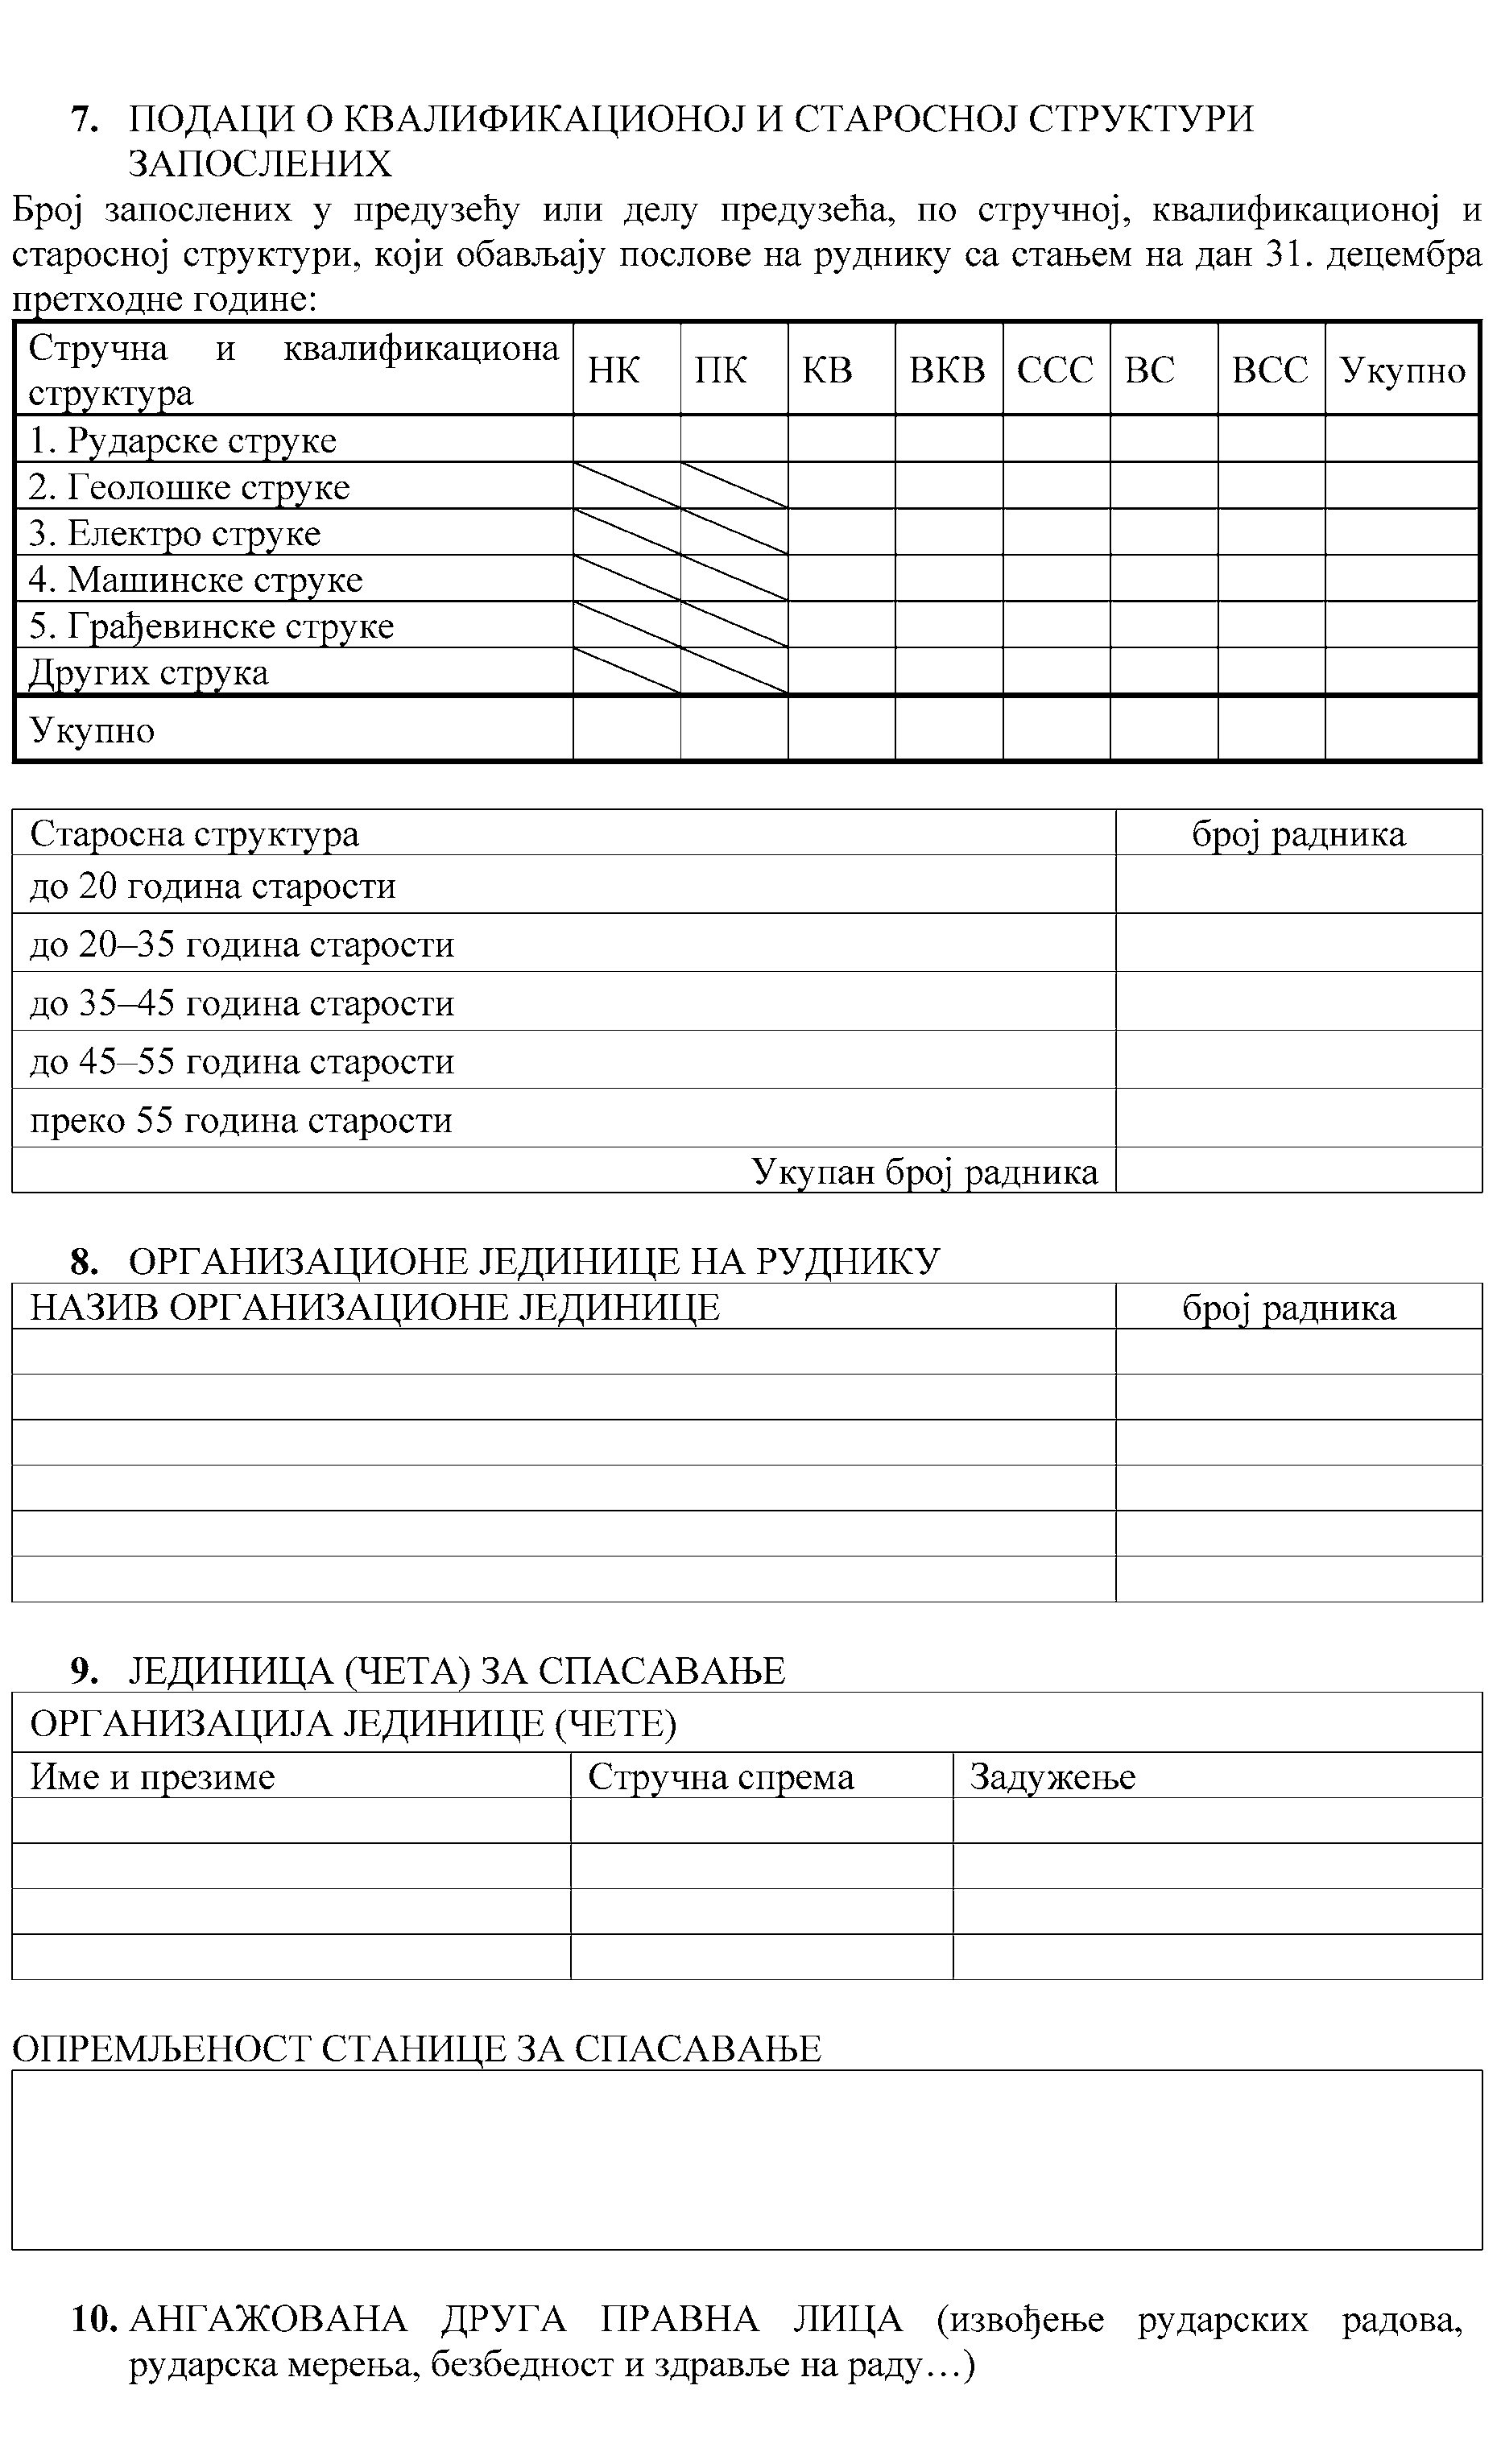 7. ПОДАЦИ О КВАЛИФИКАЦИОНОЈ И СТАРОСНОЈ СТРУКТУРИ
ЗАПОСЛЕНИХ
Број запослених у предузећу или делу предузећа, по стручној, квалификационој и
старосној структури, који обављају послове на руднику са стањем на дан 31. децембра
претходне године:
Стручна и квалификациона
структура
НК ПК КВ ВКВ ССС ВС ВСС Укупно
1. Рударске струке
2. Геолошке струке
3. Електро струке
4. Машинске струке
5. Грађевинске струке
Других струка
Укупно
Старосна структура број радника
до 20 година старости
до 20–35 година старости
до 35–45 година старости
до 45–55 година старости
преко 55 година старости
Укупан број радника
8. ОРГАНИЗАЦИОНЕ ЈЕДИНИЦЕ НА РУДНИКУ
НАЗИВ ОРГАНИЗАЦИОНЕ ЈЕДИНИЦЕ број радника
9. ЈЕДИНИЦА (ЧЕТА) ЗА СПАСАВАЊЕ
ОРГАНИЗАЦИЈА ЈЕДИНИЦЕ (ЧЕТЕ)
Име и презиме Стручна спрема Задужење
ОПРЕМЉЕНОСТ СТАНИЦЕ ЗА СПАСАВАЊЕ
10. АНГАЖОВАНА ДРУГА ПРАВНА ЛИЦА (извођење рударских радова,
рударска мерења, безбедност и здравље на раду…)